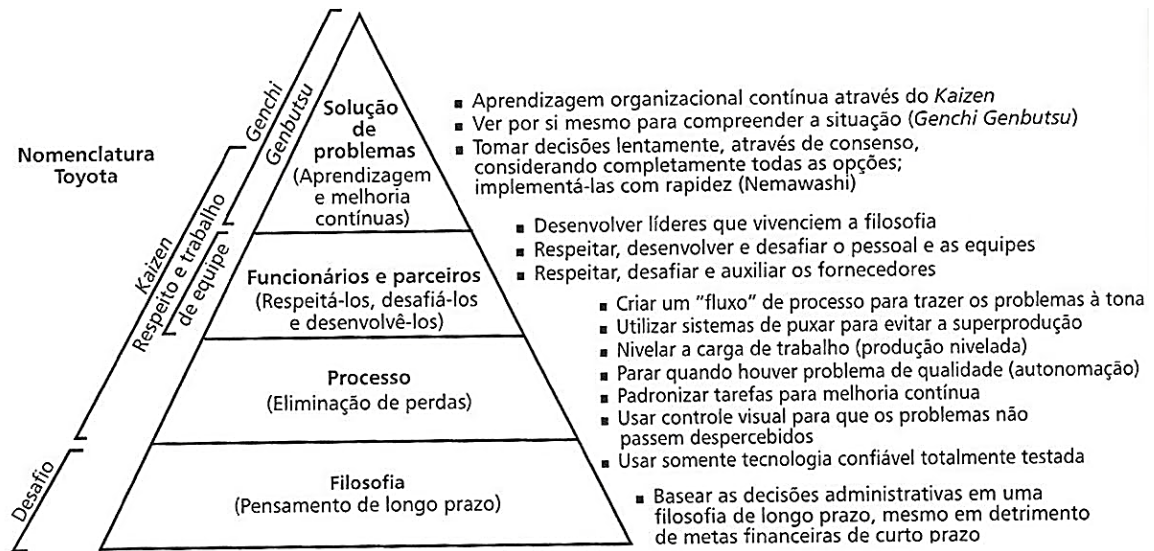 Nomenclatura
Toyota
Genchi
Genbutsu
Kaizen
Respeito e trabalho
de equipe
Desafio
Solução
de
problemas
(Aprendizagem
e melhoria
contínuas)
▪ Aprendizagem organizacional contínua através do Kaizen
▪ Ver por si mesmo para compreender a situação (Genchi Genbutsu)
▪ Tomar decisões lentamente, através de consenso,
considerando completamente todas as opções;
implementá-las com rapidez (Nemawashi)
Funcionários e parceiros
(Respeitá-los, desafiá-los
e desenvolvê-los)
▪ Desenvolver líderes que vivenciem a filosofia
▪ Respeitar, desenvolver e desafiar o pessoal e as equipes
▪ Respeitar, desafiar e auxiliar os fornecedores
Processo
(Eliminação de perdas)
▪ Criar um "fluxo" de processo para trazer os problemas à tona
▪ Utilizar sistemas de puxar para evitar a superprodução
▪ Nivelar a carga de trabalho (produção nivelada)
▪ Parar quando houver problema de qualidade (autonomação)
▪ Padronizar tarefas para melhoria contínua
▪ Usar controle visual para que os problemas não
passem despercebidos
▪ Usar somente tecnologia confiável totalmente testada
Filosofia
(Pensamento de longo prazo)
▪ Basear as decisões administrativas em uma
filosofia de longo prazo, mesmo em detrimento
de metas financeiras de curto prazo